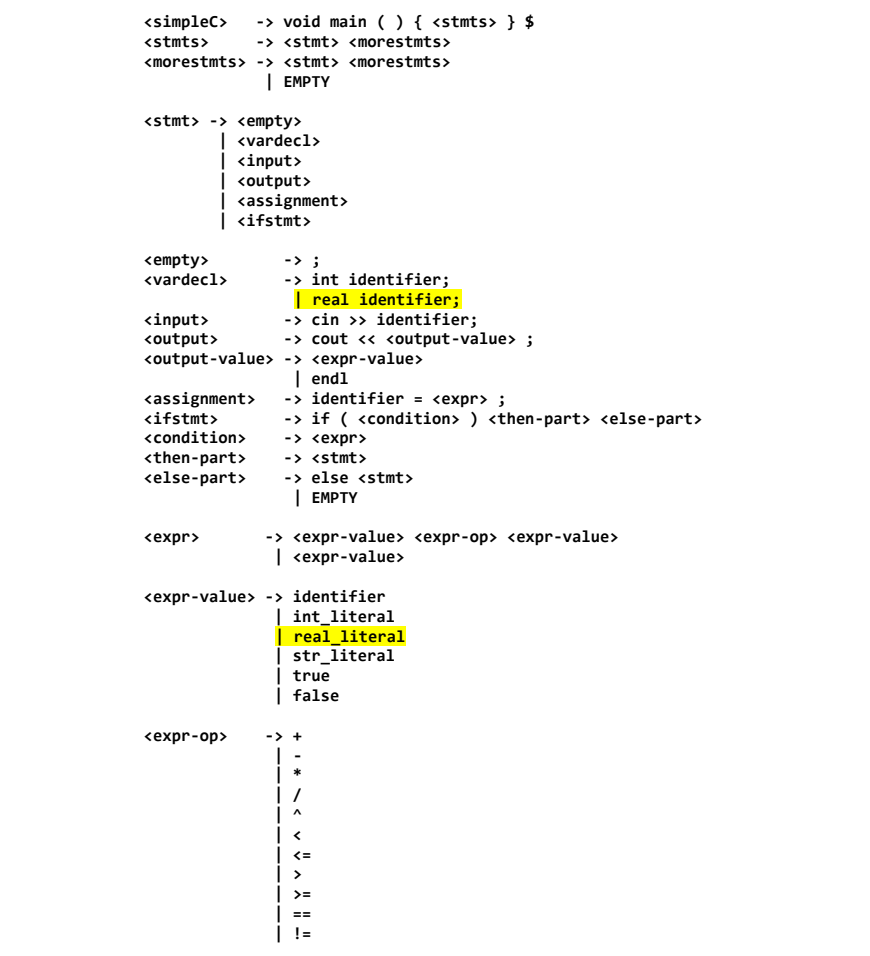 <simpleC> -> void main ( ) { <stmts> } $
<stmts> -> <stmt> <morestmts>
<morestmts> -> <stmt> <morestmts>
| EMPTY
<stmt> -> <empty>
| <vardecl>
| <input>
| <output>
| <assignment>
| <ifstmt>
<empty> -> ;
<vardecl> -> int identifier;
| real identifier;
<input> -> cin >> identifier;
<output> -> cout << <output-value> ;
<output-value> -> <expr-value>
| endl
<assignment> -> identifier = <expr> ;
<ifstmt> -> if ( <condition> ) <then-part> <else-part>
<condition> -> <expr>
<then-part> -> <stmt>
<else-part> -> else <stmt>
| EMPTY
<expr> -> <expr-value> <expr-op> <expr-value>
| <expr-value>
<expr-value> -> identifier
| int_literal
| real_literal
| str_literal
| true
| false
<expr-op> -> +
| -
| *
| /
| ^
| <
| <=
| >
| >=
| ==
| !=